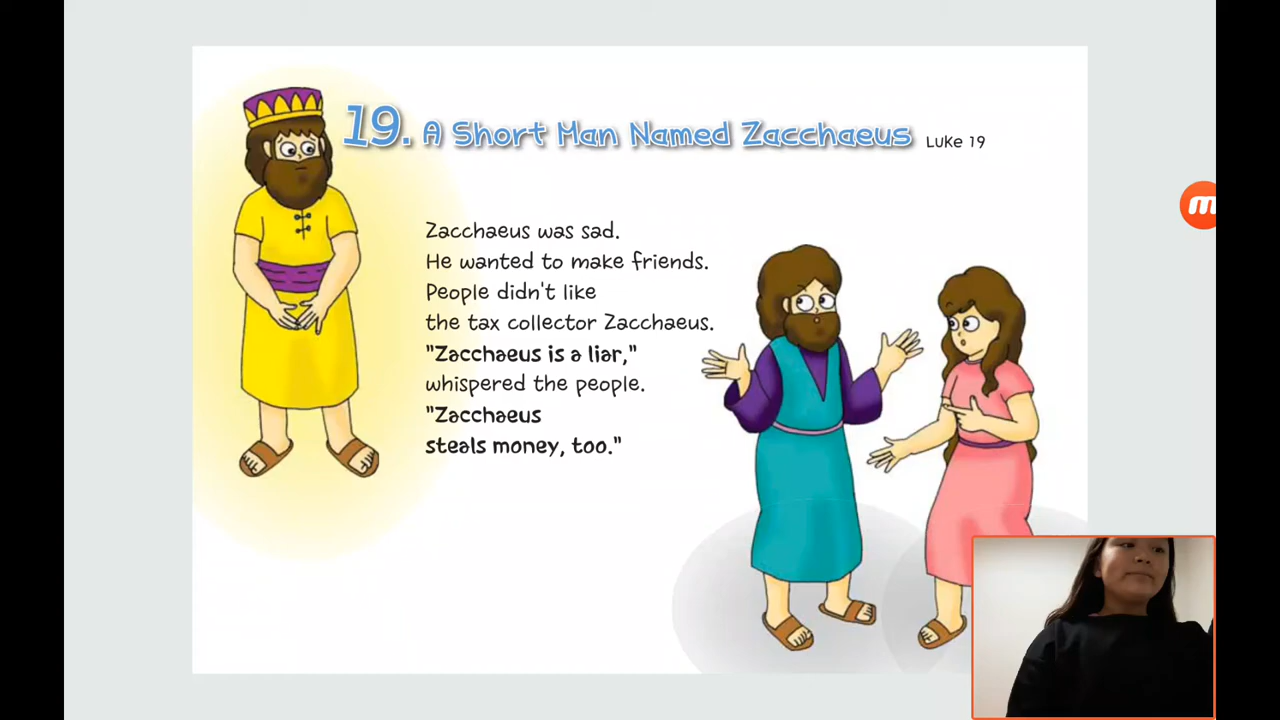 19. A Short Man Named Zacchaeus Luke 19
Zacchaeus was sad.
He wanted to make friends.
People didn't like
the tax collector Zacchaeus.
"Zacchaeus is a liar,"
whispered the people.
"Zacchaeus
steals money, too."